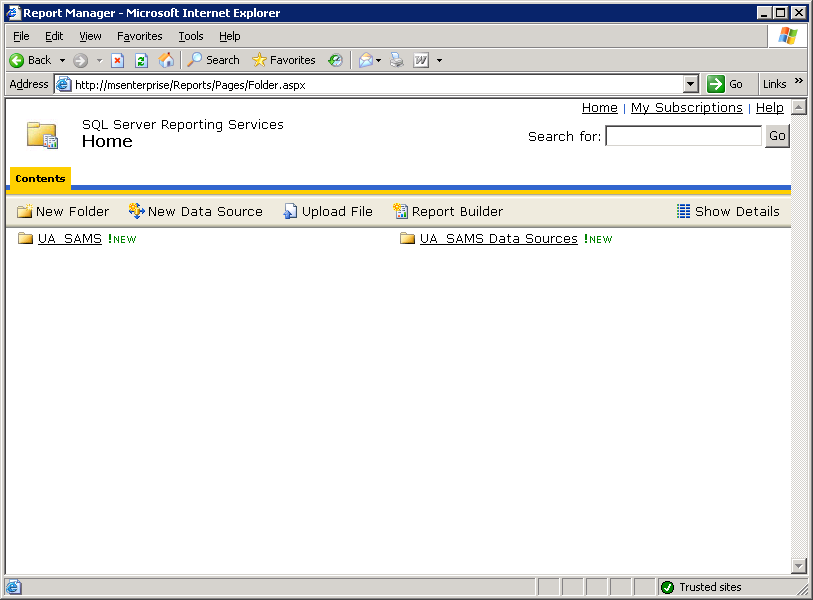 Report Manager - Microsoft Internet Explorer
File Edit View Favorites Tools Help
Back Search Favorites
Address http://msenterprise/Reports/Pages/Folder.aspx Go Links »
Home | My Subscriptions | Help
SQL Server Reporting Services
Home
Search for: Go
Contents
New Folder New Data Source Upload File Report Builder Show Details
UA_SAMS !NEW UA_SAMS Data Sources !NEW
Trusted sites